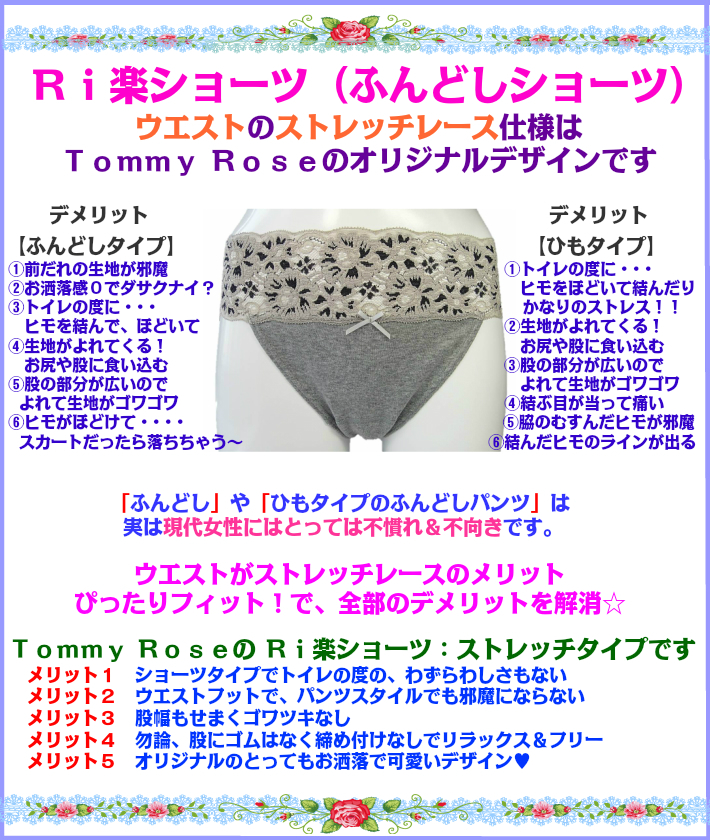 Ｒｉ楽ショーツ（ふんどしショーツ）
ウエストのストレッチレース仕様は
Ｔｏｍｍｙ Ｒｏｓｅのオリジナルデザインです
デメリット
【ふんどしタイプ】
①前だれの生地が邪魔
②お洒落感０でダサクナイ？
③トイレの度に・・・
ヒモを結んで、ほどいて
④生地がよれてくる！
お尻や股に食い込む
⑤股の部分が広いので
よれて生地がゴワゴワ
⑥ヒモがほどけて・・・・
スカートだったら落ちちゃう～
デメリット
【ひもタイプ】
①トイレの度に・・・
ヒモをほどいて結んだり
かなりのストレス！！
②生地がよれてくる！
お尻や股に食い込む
③股の部分が広いので
よれて生地がゴワゴワ
④結ぶ目が当って痛い
⑤脇のむすんだヒモが邪魔
⑥結んだヒモのラインが出る
「ふんどし」や「ひもタイプのふんどしパンツ」は
実は現代女性にはとっては不慣れ＆不向きです。
ウエストがストレッチレースのメリット
ぴったりフィット！で、全部のデメリットを解消☆
Ｔｏｍｍｙ Ｒｏｓｅの Ｒｉ楽ショーツ：ストレッチタイプです
メリット１ ショーツタイプでトイレの度の、わずらわしさもない
メリット２ ウエストフットで、パンツスタイルでも邪魔にならない
メリット３ 股幅もせまくゴワツキなし
メリット４ 勿論、股にゴムはなく締め付けなしでリラックス＆フリー
メリット５ オリジナルのとってもお洒落で可愛いデザイン♥